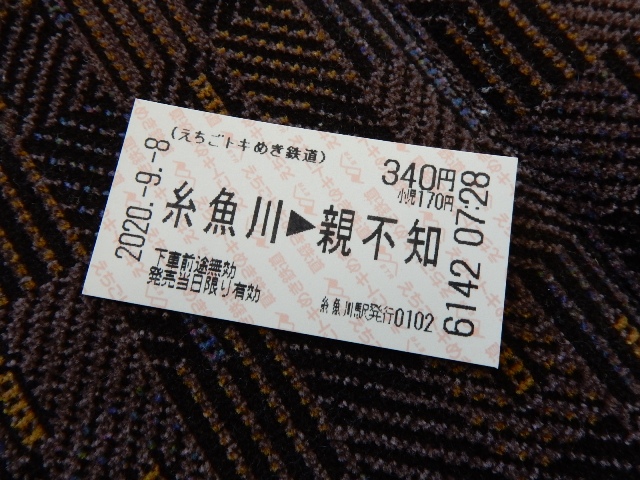 (えちごトキめき鉄道)
340円
小児170円
糸魚川▶親不知
下車前途無効
発売当日限り有効
糸魚川駅発行0102
2020.-9.-8
6142 07:28